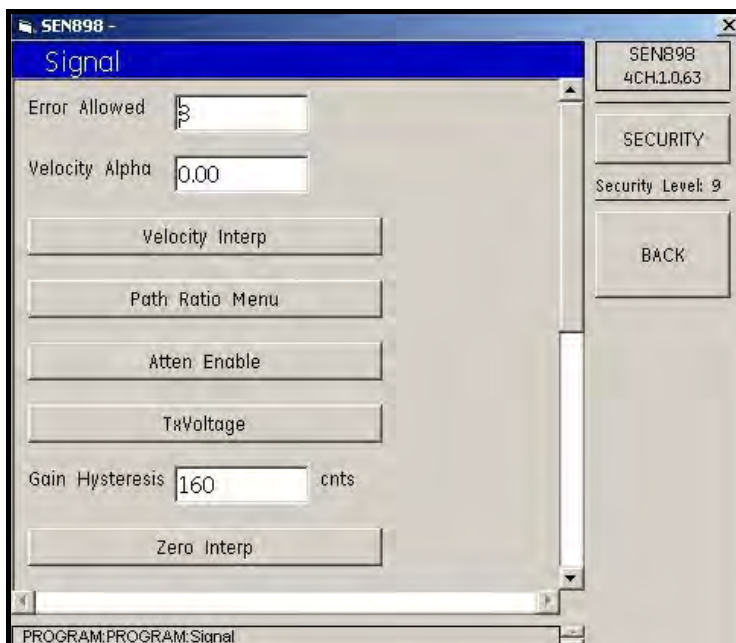 SEN898 -
Signal
Error Allowed 3
Velocity Alpha 0.00
Velocity Interp
Path Ratio Menu
Atten Enable
TxVoltage
Gain Hysteresis 160 cnts
Zero Interp
SEN898
4CH.1.0.63
SECURITY
Security Level: 9
BACK
PROGRAM:PROGRAM:Signal